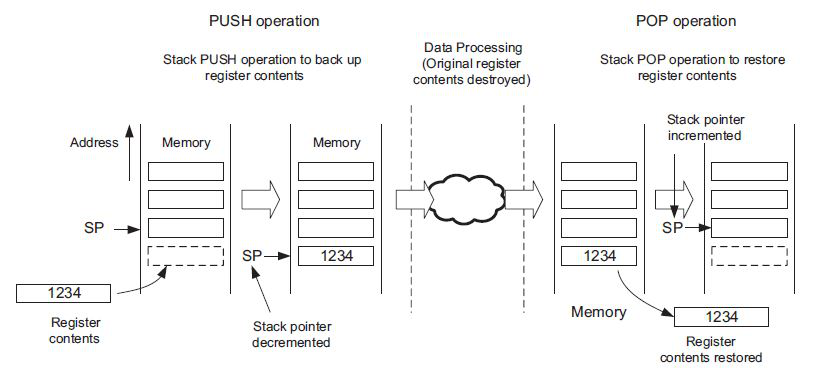 PUSH operation
Stack PUSH operation to back up
register contents
Address
Memory
Memory
SP
SP
1234
1234
Register
contents
Stack pointer
decremented
Data Processing
(Original register
contents destroyed)
POP operation
Stack POP operation to restore
register contents
Stack pointer
incremented
SP
1234
Memory
1234
Register
contents restored